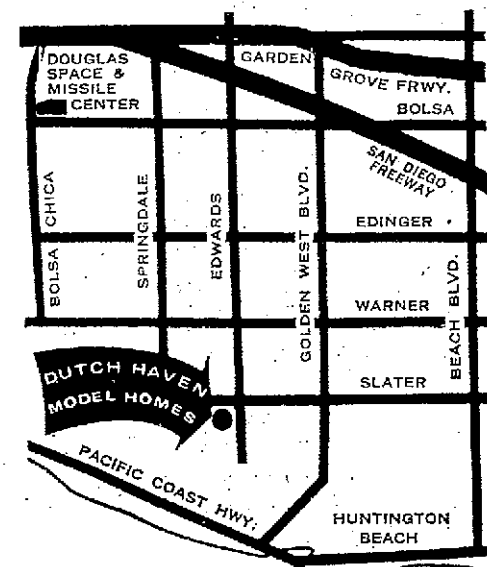 DOUGLAS
SPACE &
MISSILE
CENTER
GARDEN
GROVE FRWY.
BOLSA
SAN DIEGO
FREEWAY
BOLSA CHICA
SPRINGDALE
EDWARDS
GOLDEN WEST BLVD.
BEACH BLVD.
EDINGER
WARNER
SLATER
DUTCH HAVEN
MODEL HOMES
PACIFIC COAST HWY.
HUNTINGTON
BEACH